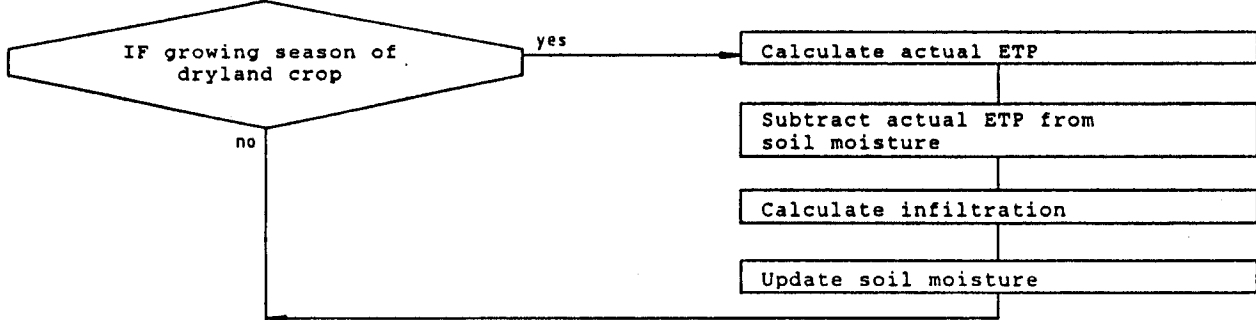 IF growing season of
dryland crop
yes
no
Calculate actual ETP
Subtract actual ETP from
soil moisture
Calculate infiltration
Update soil moisture